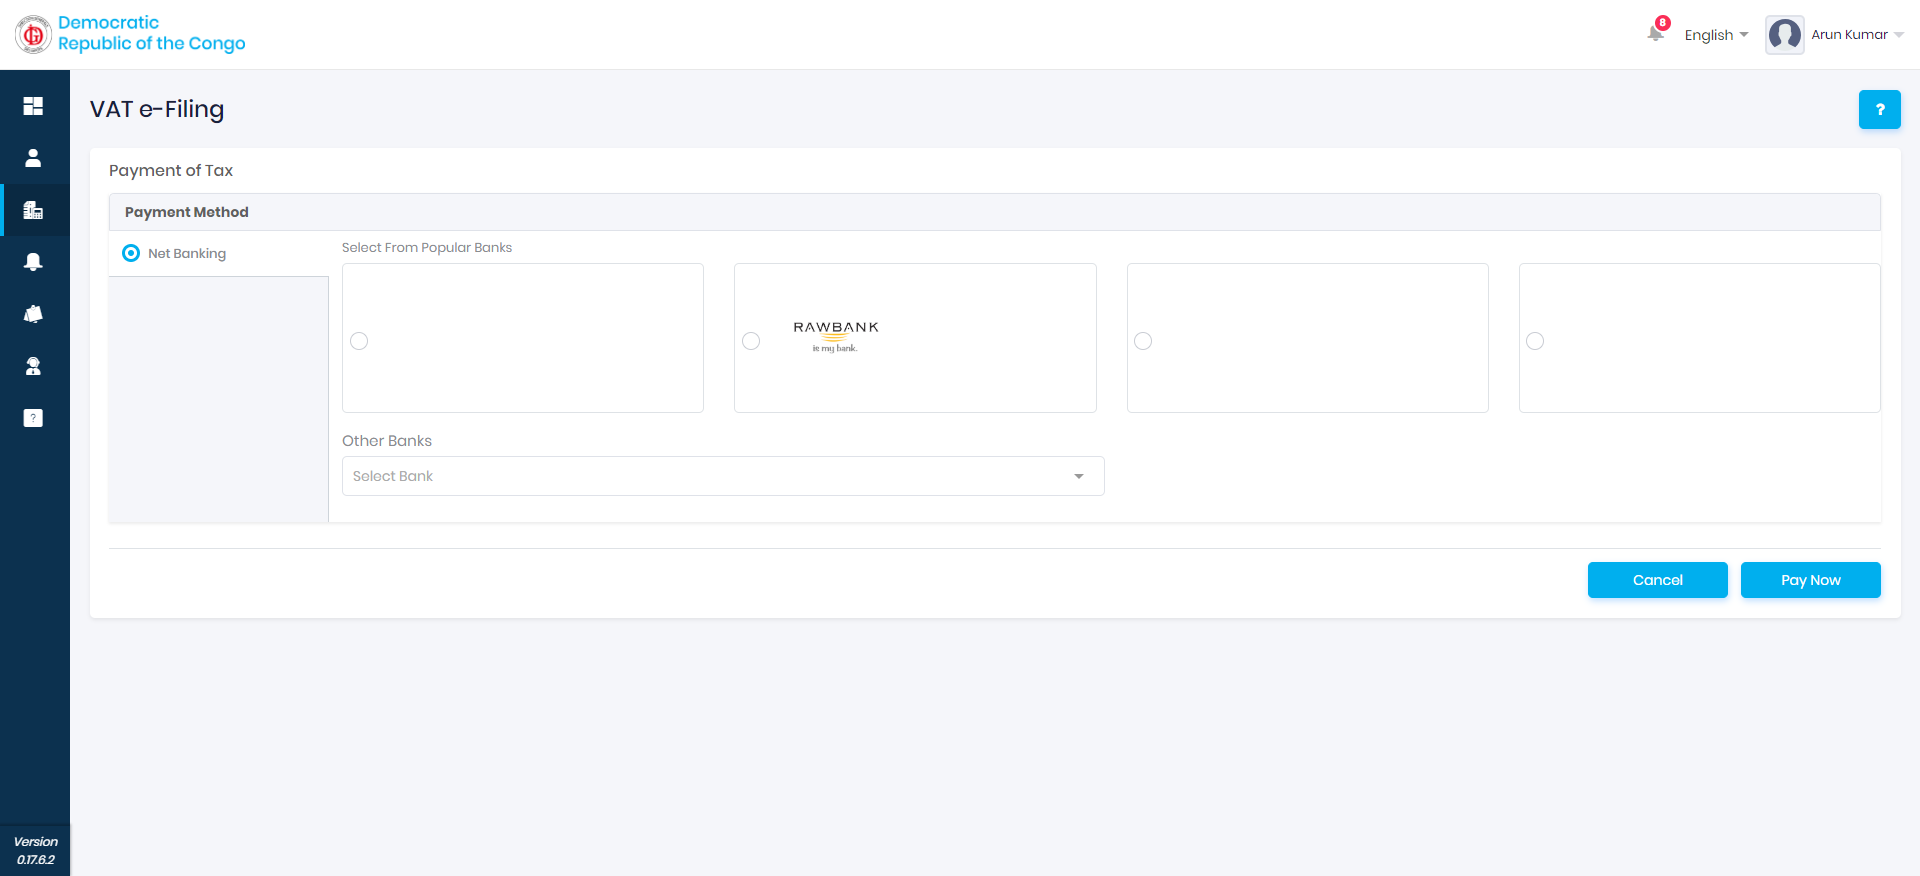 Democratic
Republic of the Congo
8
English
Arun Kumar
VAT e-Filing
?
Payment of Tax
Payment Method
Net Banking
Select From Popular Banks
RAWBANK
is my bank.
Other Banks
Select Bank
Cancel
Pay Now
?
Version
0.17.6.2